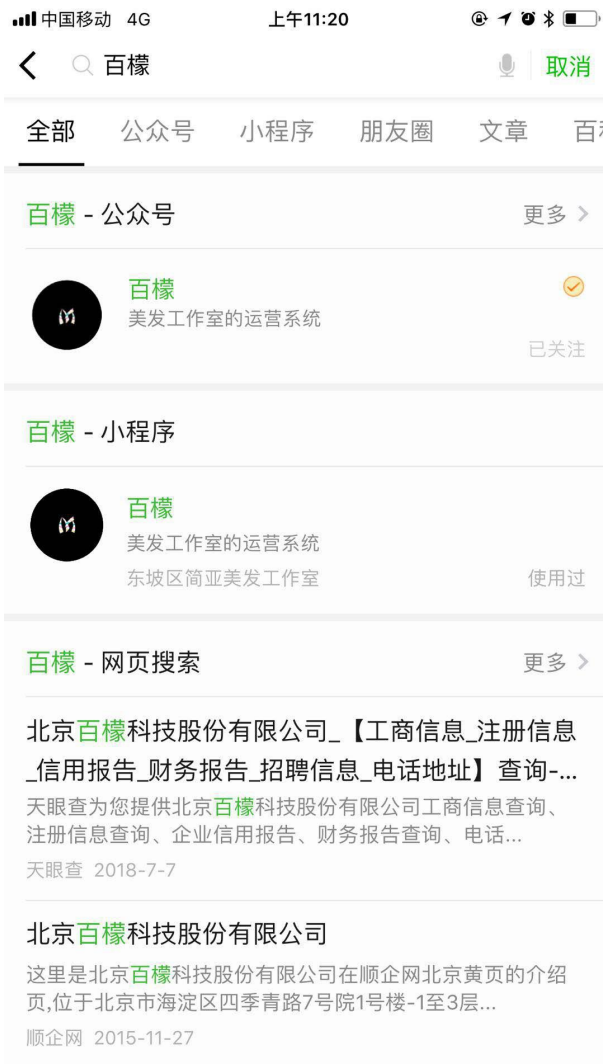 中国移动 4G 上午11:20
百檬 取消
全部 公众号 小程序 朋友圈 文章 百
百檬 - 公众号 更多
百檬
美发工作室的运营系统
已关注
百檬 - 小程序
百檬
美发工作室的运营系统
东坡区简亚美发工作室 使用过
百檬 - 网页搜索 更多
北京百檬科技股份有限公司_【工商信息_注册信息
_信用报告_财务报告_招聘信息_电话地址】查询-...
天眼查为您提供北京百檬科技股份有限公司工商信息查询、
注册信息查询、企业信用报告、财务报告查询、电话...
天眼查 2018-7-7
北京百檬科技股份有限公司
这里是北京百檬科技股份有限公司在顺企网北京黄页的介绍
页,位于北京市海淀区四季青路7号院1号楼-1至3层...
顺企网 2015-11-27